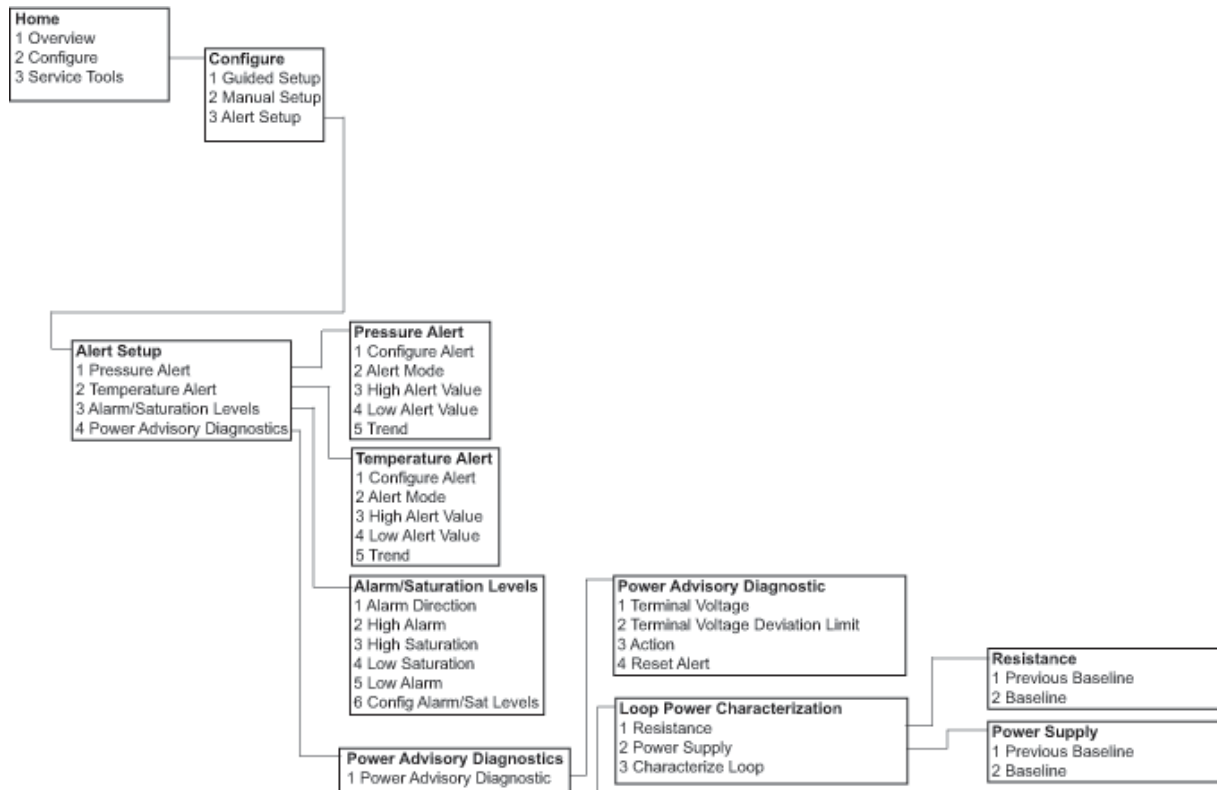 Home
1 Overview
2 Configure
3 Service Tools
Configure
1 Guided Setup
2 Manual Setup
3 Alert Setup
Alert Setup
1 Pressure Alert
2 Temperature Alert
3 Alarm/Saturation Levels
4 Power Advisory Diagnostics
Pressure Alert
1 Configure Alert
2 Alert Mode
3 High Alert Value
4 Low Alert Value
5 Trend
Temperature Alert
1 Configure Alert
2 Alert Mode
3 High Alert Value
4 Low Alert Value
5 Trend
Alarm/Saturation Levels
1 Alarm Direction
2 High Alarm
3 High Saturation
4 Low Saturation
5 Low Alarm
6 Config Alarm/Sat Levels
Power Advisory Diagnostics
1 Power Advisory Diagnostic
Power Advisory Diagnostic
1 Terminal Voltage
2 Terminal Voltage Deviation Limit
3 Action
4 Reset Alert
Loop Power Characterization
1 Resistance
2 Power Supply
3 Characterize Loop
Resistance
1 Previous Baseline
2 Baseline
Power Supply
1 Previous Baseline
2 Baseline